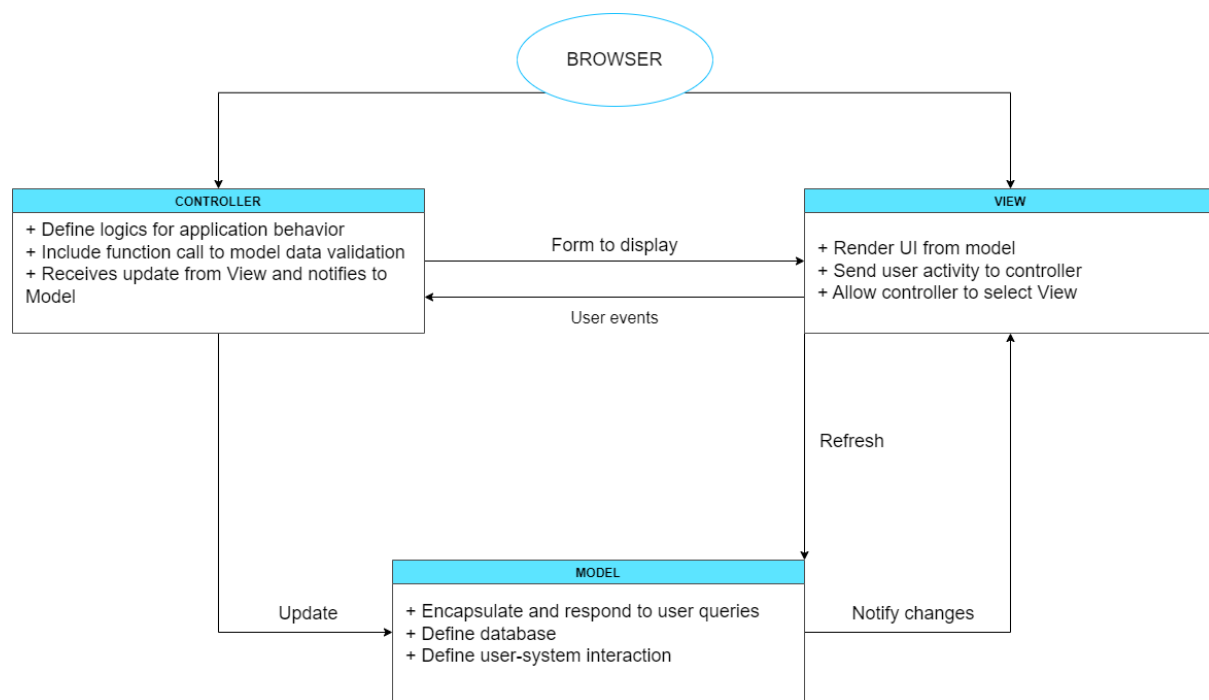 BROWSER
CONTROLLER
+ Define logics for application behavior
+ Include function call to model data validation
+ Receives update from View and notifies to
Model
Form to display
User events
VIEW
+ Render UI from model
+ Send user activity to controller
+ Allow controller to select View
Refresh
Update
MODEL
+ Encapsulate and respond to user queries
+ Define database
+ Define user-system interaction
Notify changes